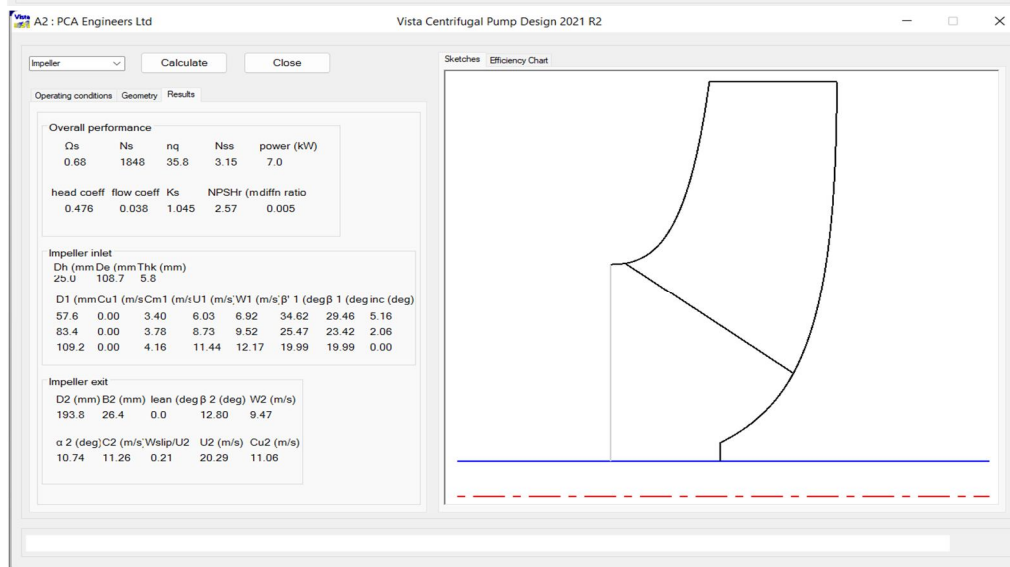 Vista A2 : PCA Engineers Ltd Vista Centrifugal Pump Design 2021 R2
Impeller Calculate Close
Operating conditions Geometry Results
Overall performance
Ωs Ns nq Nss power (kW)
0.68 1848 35.8 3.15 7.0
head coeff flow coeff Ks NPSHr (m diffn ratio
0.476 0.038 1.045 2.57 0.005
Impeller inlet
Dh (mm De (mm Thk (mm)
25.0 108.7 5.8
D1 (mm Cu1 (m/s Cm1 (m/s U1 (m/s) W1 (m/s) β' 1 (deg β 1 (deg inc (deg)
57.6 0.00 3.40 6.03 6.92 34.62 29.46 5.16
83.4 0.00 3.78 8.73 9.52 25.47 23.42 2.06
109.2 0.00 4.16 11.44 12.17 19.99 19.99 0.00
Impeller exit
D2 (mm) B2 (mm) lean (deg β 2 (deg) W2 (m/s)
193.8 26.4 0.0 12.80 9.47
α 2 (deg) C2 (m/s) Wslip/U2 U2 (m/s) Cu2 (m/s)
10.74 11.26 0.21 20.29 11.06
Sketches Efficiency Chart